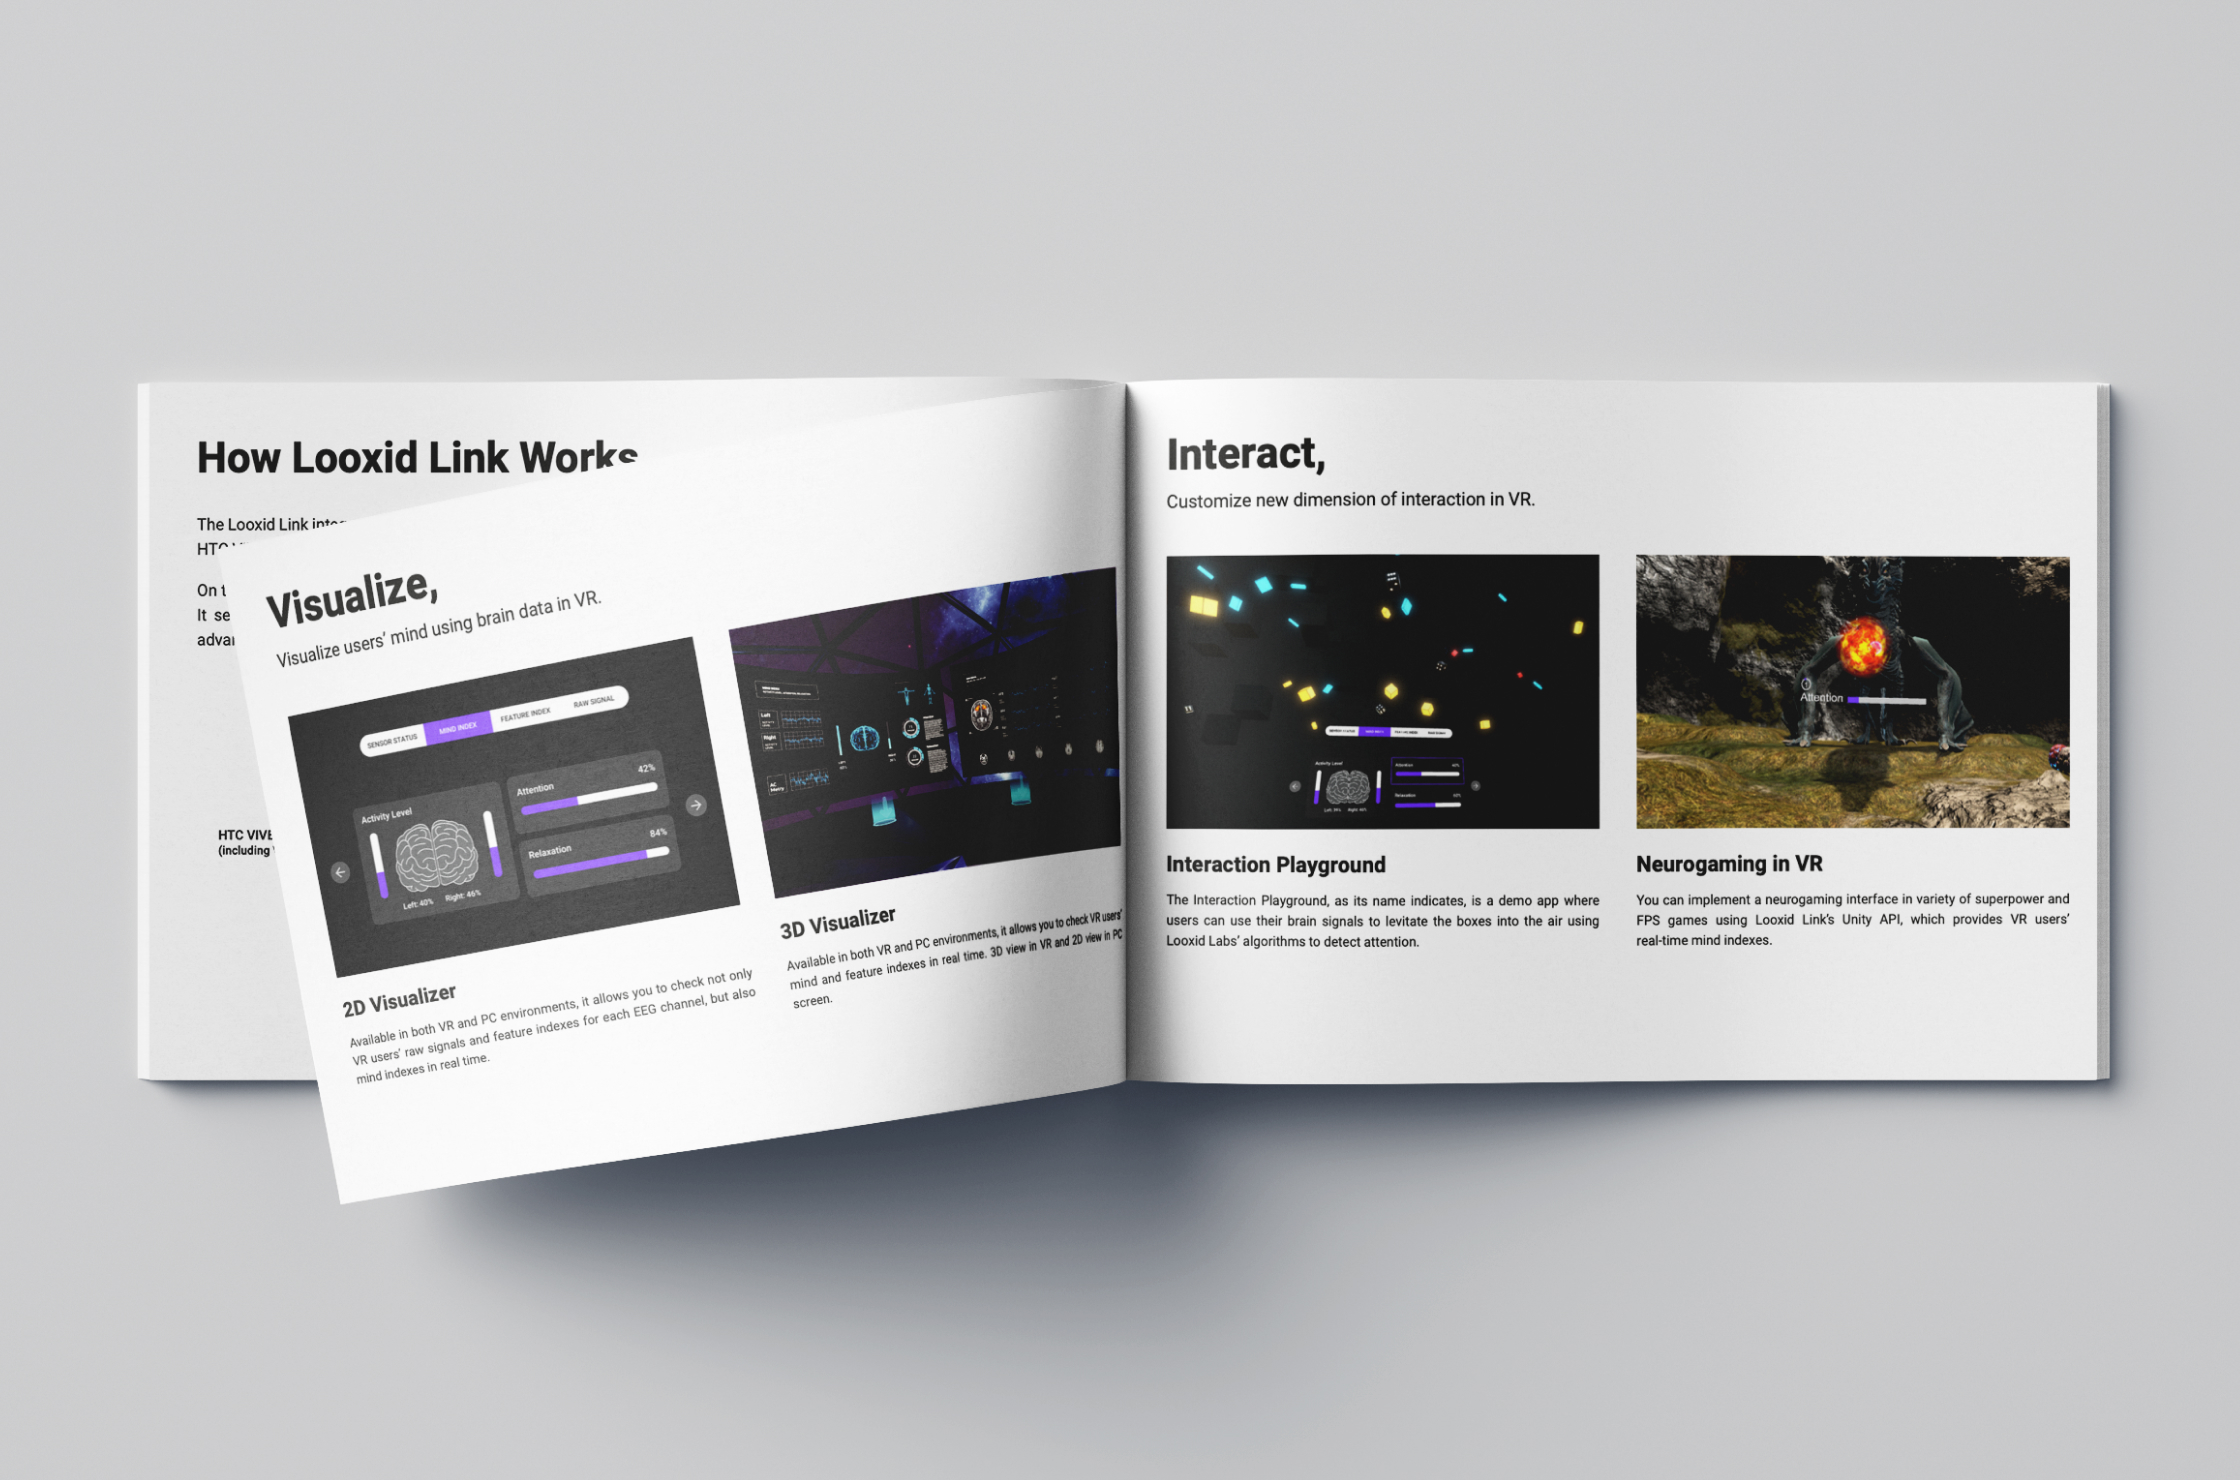 How Looxid Link Works
The Looxid Link
HTC
On
It se
HTC VIVE
(including
Visualize,
Visualize users' mind using brain data in VR.
SENSOR STATUS
MIND INDEX
FEATURE INDEX
RAW SIGNAL
Activity Level
Left: 40%
Right: 46%
Attention
42%
Relaxation
84%
2D Visualizer
Available in both VR and PC environments, it allows you to check not only
VR users' raw signals and feature indexes for each EEG channel, but also
mind indexes in real time.
Left
Right
3D Visualizer
Available in both VR and PC environments, it allows you to check VR users'
mind and feature indexes in real time. 3D view in VR and 2D view in PC
screen.
Interact,
Customize new dimension of interaction in VR.
Activity Level
Attention
Relaxation
Interaction Playground
The Interaction Playground, as its name indicates, is a demo app where
users can use their brain signals to levitate the boxes into the air using
Looxid Labs' algorithms to detect attention.
Attention
Neurogaming in VR
You can implement a neurogaming interface in variety of superpower and
FPS games using Looxid Link's Unity API, which provides VR users'
real-time mind indexes.